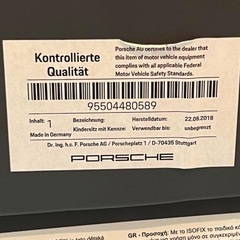 Kontrollierte
Qualität
Porsche AG certifies to the dealer that
this item of motor vehicle equipment
complies with all applicable Federal
Motor Vehicle Safety Standards.
95504480589
Inhalt: 1 Bezeichnung: Herstelldatum: 22.08.2018
Made in Germany Kindersitz mit Kennze: Verwendbar bis: unbegrenzt
Dr. Ing. h.c. F. Porsche AG / Porscheplatz 1 / D-70435 Stuttgart
PORSCHE
GR - Προσοχή: Με το ISOFIX το παιδικό κ